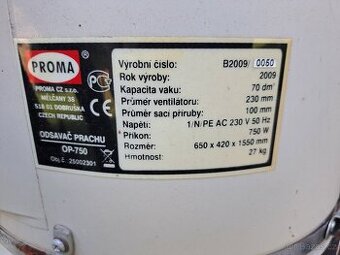 PROMA
PROMA CZ s.r.o.
MĚLČANY 38
518 01 DOBRUŠKA
CZECH REPUBLIC
ODSAVAČ PRACHU
OP-750
Obj.č.:25002301
Výrobní číslo: B2009/ 0050
Rok výroby: 2009
Kapacita vaku: 70 dm³
Průměr ventilátoru: 230 mm
Průměr sací příruby: 100 mm
Napětí: 1/N/PE AC 230 V 50 Hz
Příkon: 750 W
Rozměr: 650 x 420 x 1550 mm
Hmotnost: 27 kg